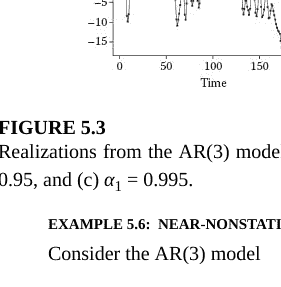 −5
−10
−15
0 50 100 150
Time
FIGURE 5.3
Realizations from the AR(3)
0.95, and (c) α₁ = 0.995.
EXAMPLE 5.6: NEAR-NONSTATI
Consider the AR(3) model